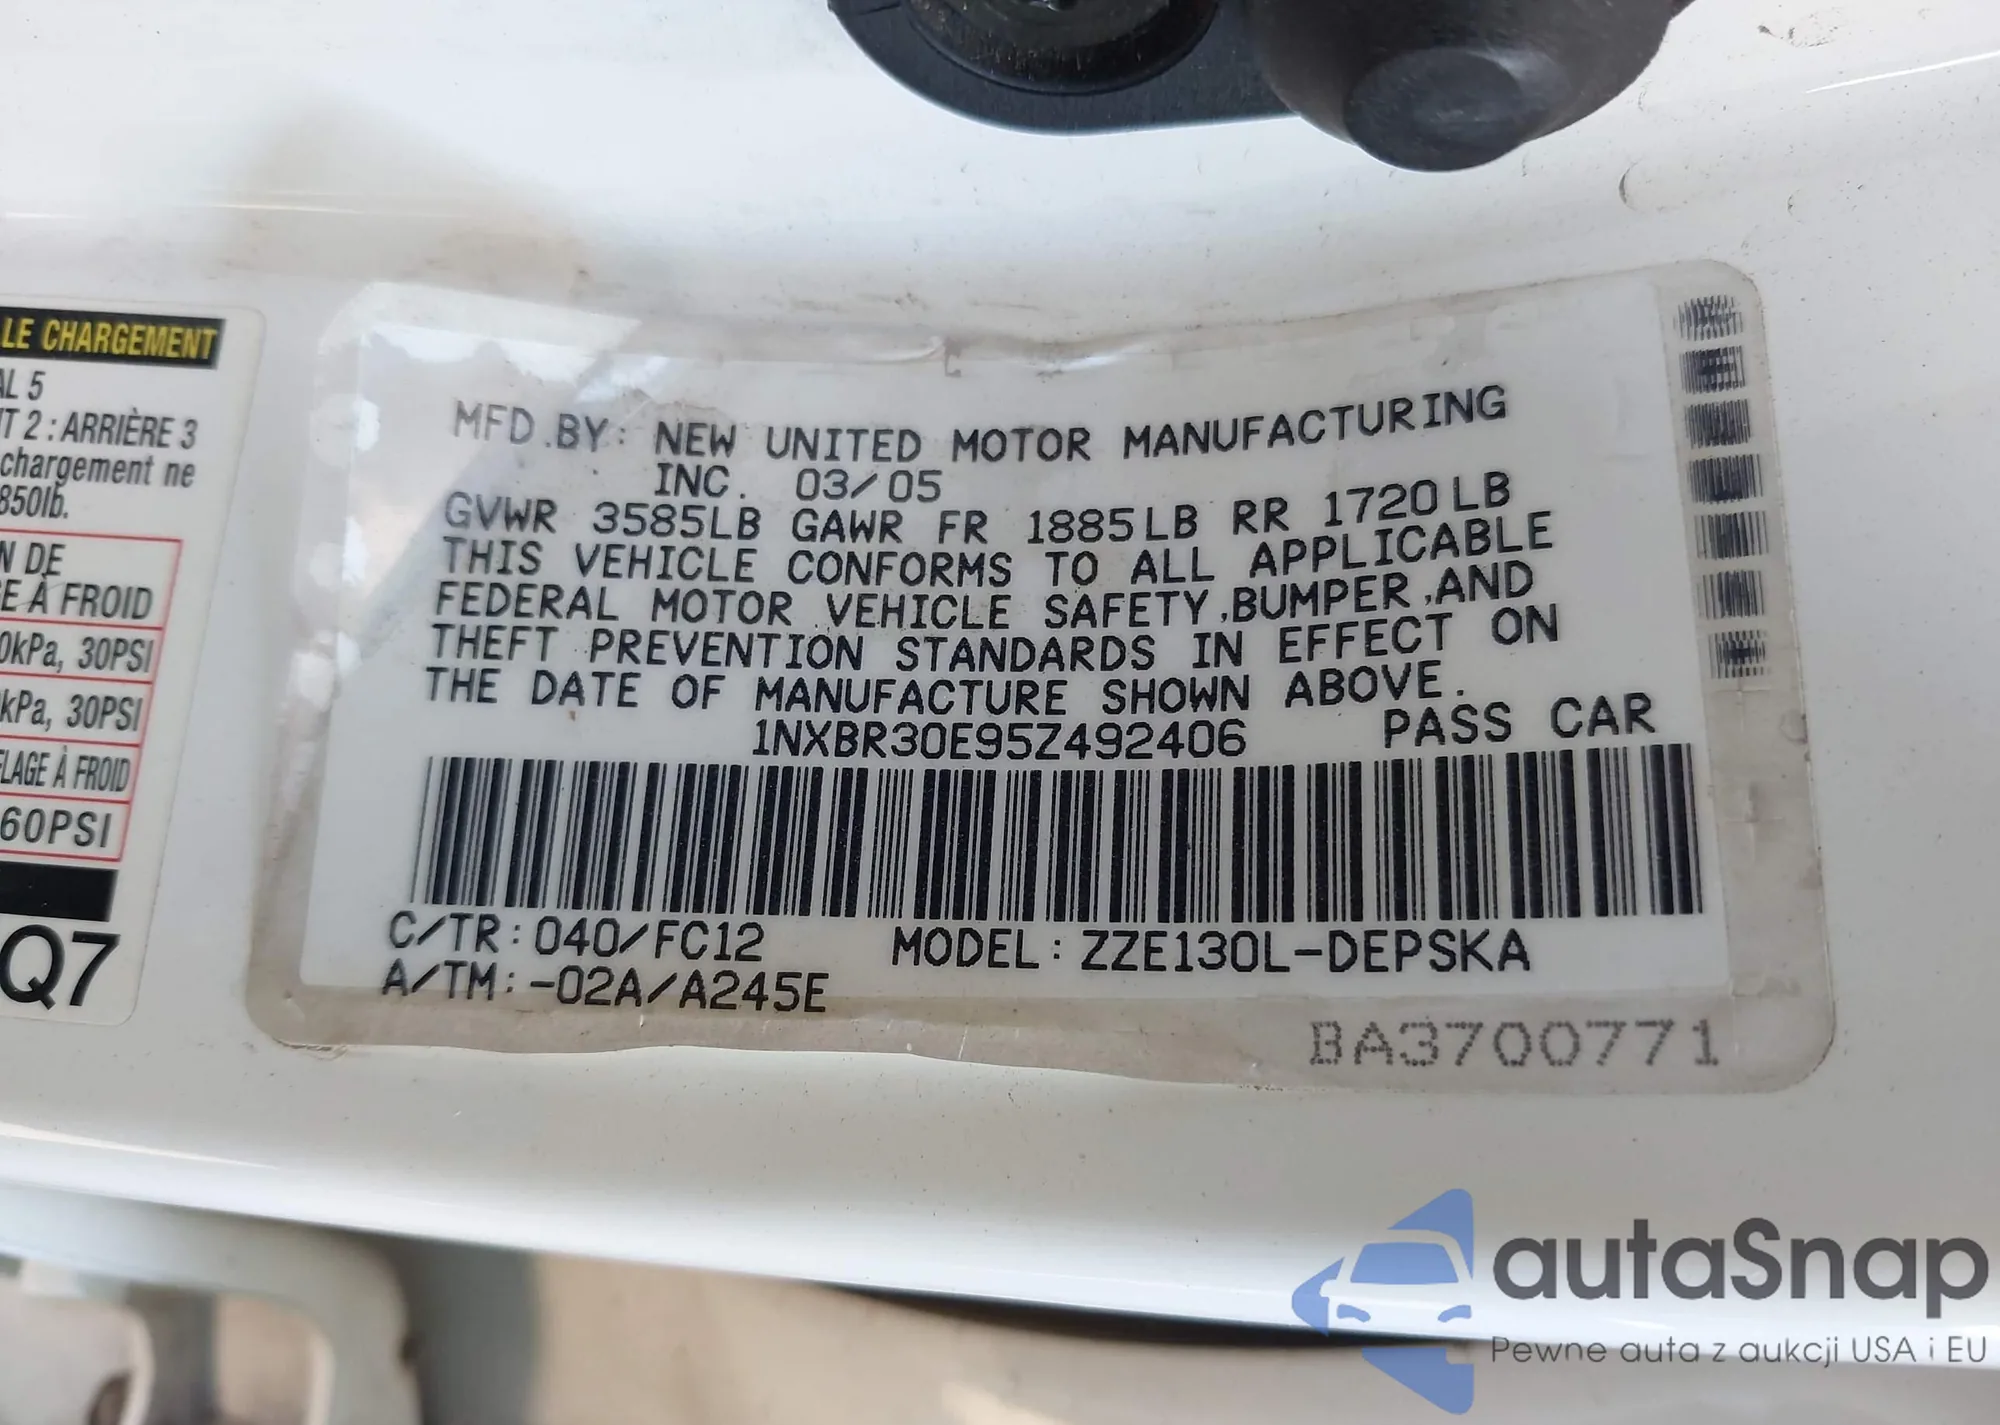 LE CHARGEMENT
AL 5
T 2 : ARRIÈRE 3
chargement ne
850lb.
N DE
E À FROID
0kPa, 30PSI
kPa, 30PSI
FLAGE À FROID
60PSI
Q7
MFD.BY: NEW UNITED MOTOR MANUFACTURING
INC. 03/05
GVWR 3585LB GAWR FR 1885LB RR 1720LB
THIS VEHICLE CONFORMS TO ALL APPLICABLE
FEDERAL MOTOR VEHICLE SAFETY,BUMPER,AND
THEFT PREVENTION STANDARDS IN EFFECT ON
THE DATE OF MANUFACTURE SHOWN ABOVE.
1NXBR30E95Z492406 PASS CAR
C/TR:040/FC12 MODEL:ZZE130L-DEPSKA
A/TM:-02A/A245E
BA3700771
autaSnap
Pewne auta z aukcji USA i EU